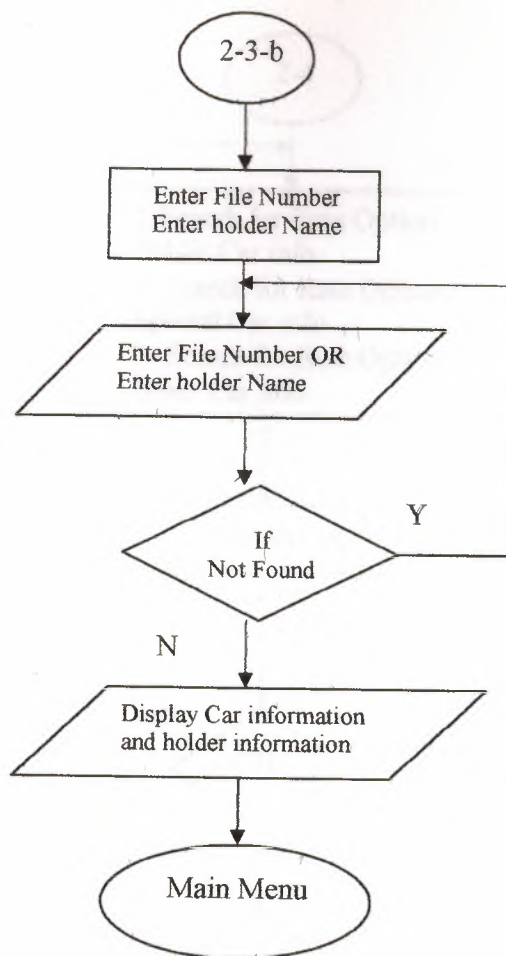 2-3-b
Enter File Number
Enter holder Name
Enter File Number OR
Enter holder Name
If
Not Found
Y
N
Display Car information
and holder information
Main Menu